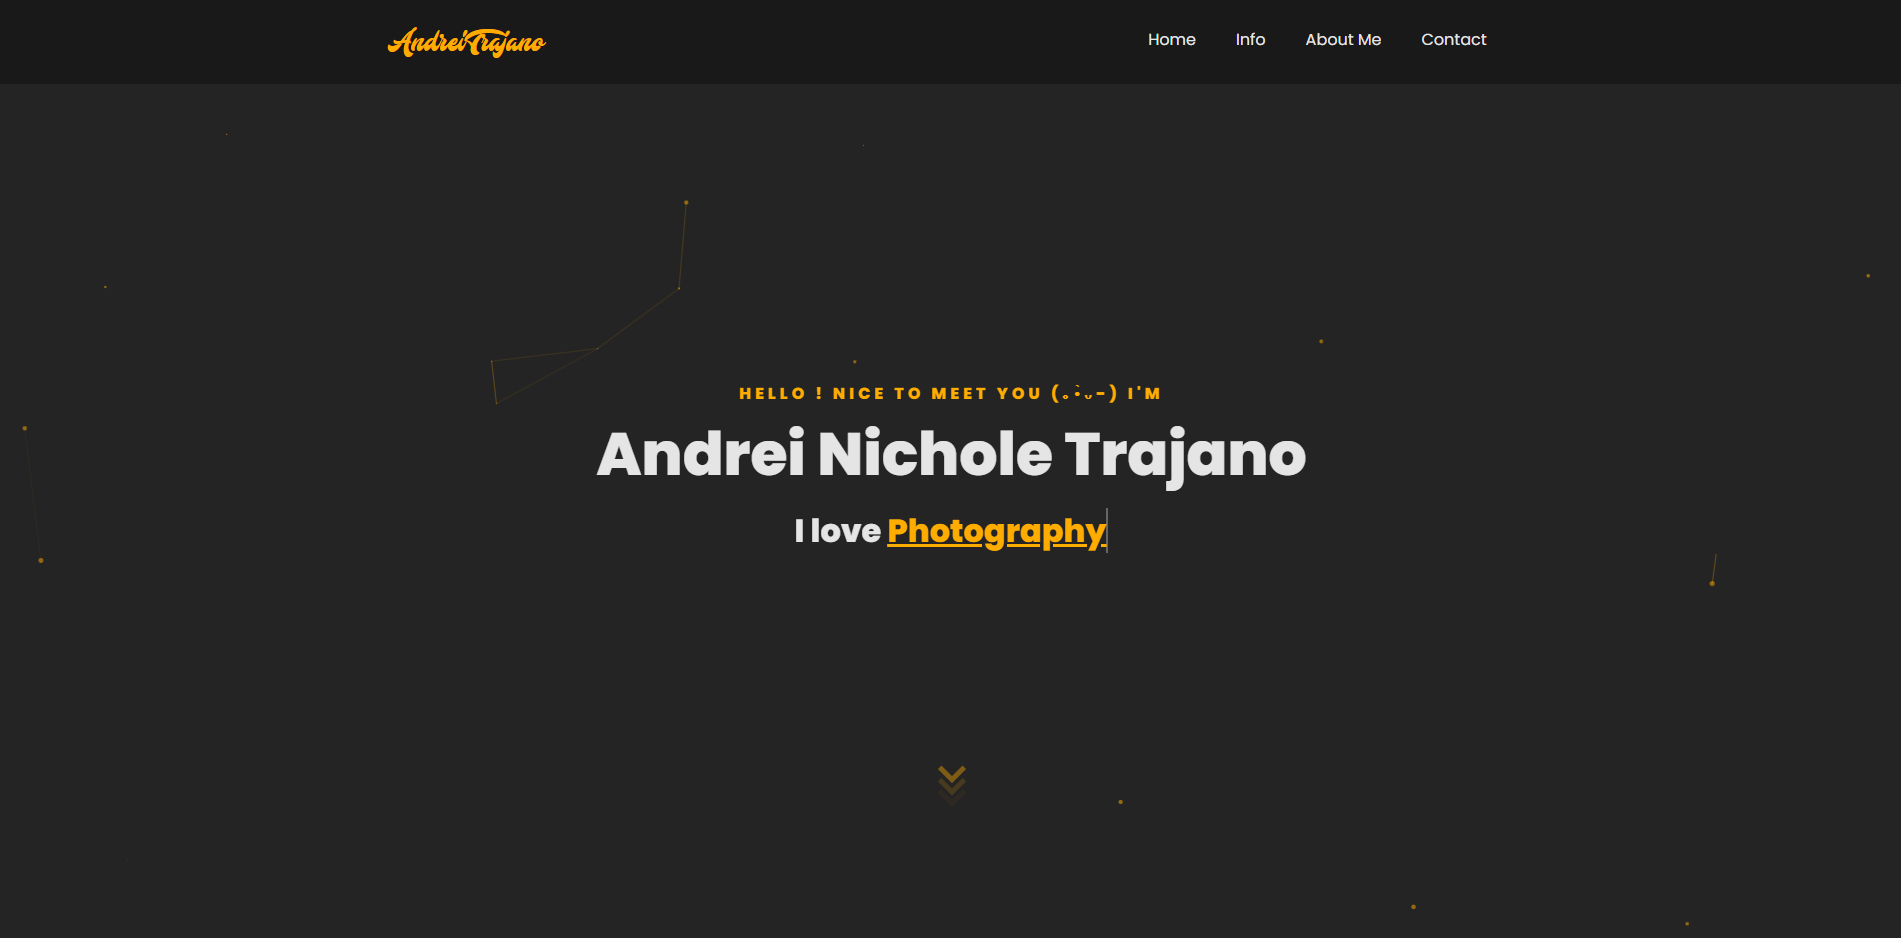 AndreiTrajano
Home Info About Me Contact
HELLO ! NICE TO MEET YOU (｡•̀ᴗ-) I'M
Andrei Nichole Trajano
I love Photography